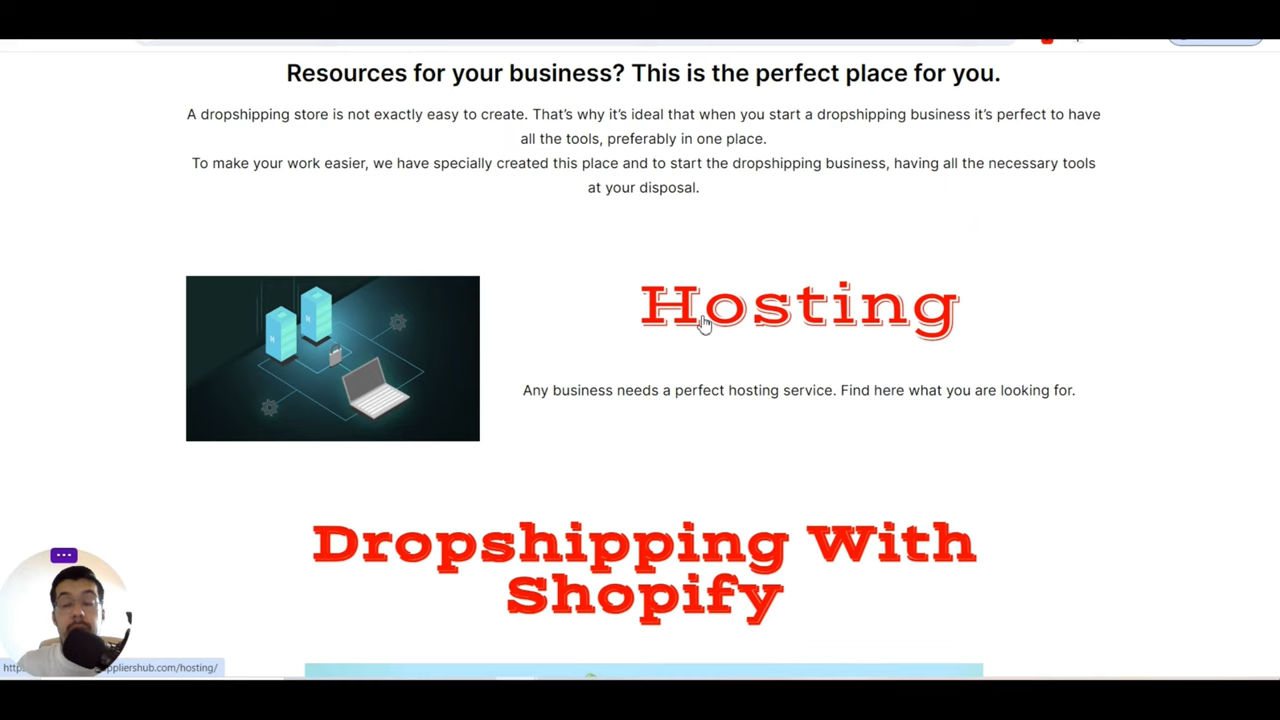 Resources for your business? This is the perfect place for you.
A dropshipping store is not exactly easy to create. That's why it's ideal that when you start a dropshipping business it's perfect to have
all the tools, preferably in one place.
To make your work easier, we have specially created this place and to start the dropshipping business, having all the necessary tools
at your disposal.
Hosting
Any business needs a perfect hosting service. Find here what you are looking for.
Dropshipping With
Shopify
ppliershub.com/hosting/